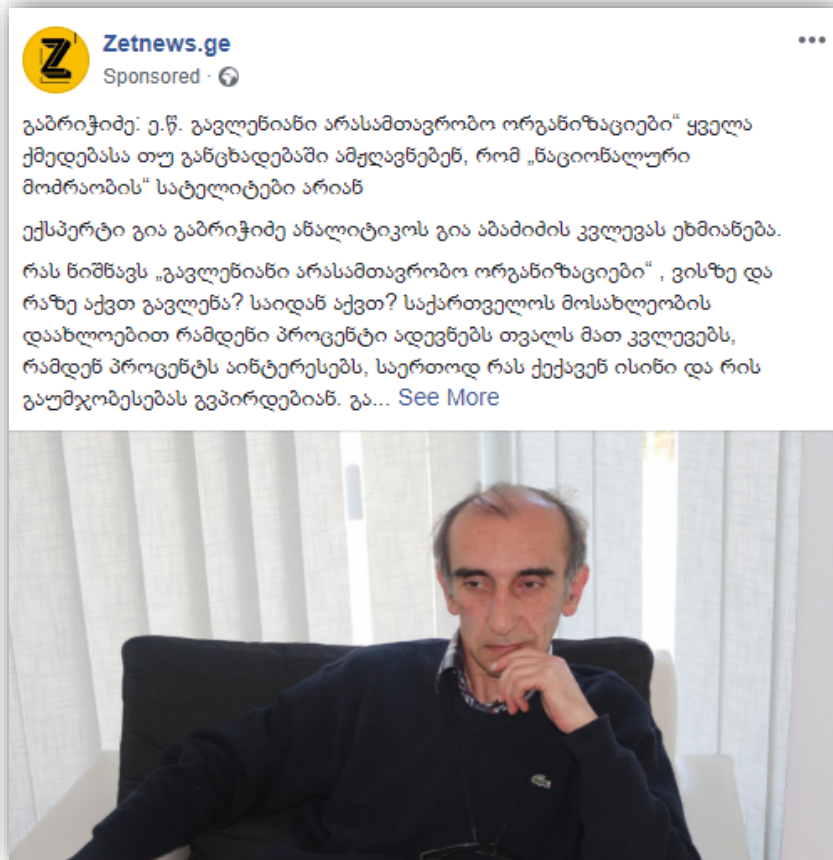 Zetnews.ge
Sponsored ·
გაბრიჭიძე: ე.წ. გავლენიანი არასამთავრობო ორგანიზაციები“ ყველა
ქმედებასა თუ განცხადებაში ამჟღავნებენ, რომ „ნაციონალური
მოძრაობის“ სატელიტები არიან
ექსპერტი გია გაბრიჭიძე ანალიტიკოს გია აბაძიძის კვლევას ეხმიანება.
რას ნიშნავს „გავლენიანი არასამთავრობო ორგანიზაციები“ , ვისზე და
რაზე აქვთ გავლენა? საიდან აქვთ? საქართველოს მოსახლეობის
დაახლოებით რამდენი პროცენტი ადევნებს თვალს მათ კვლევებს,
რამდენ პროცენტს აინტერესებს, საერთოდ რას ქექავენ ისინი და რის
გაუმჯობესებას გვპირდებიან. გა... See More